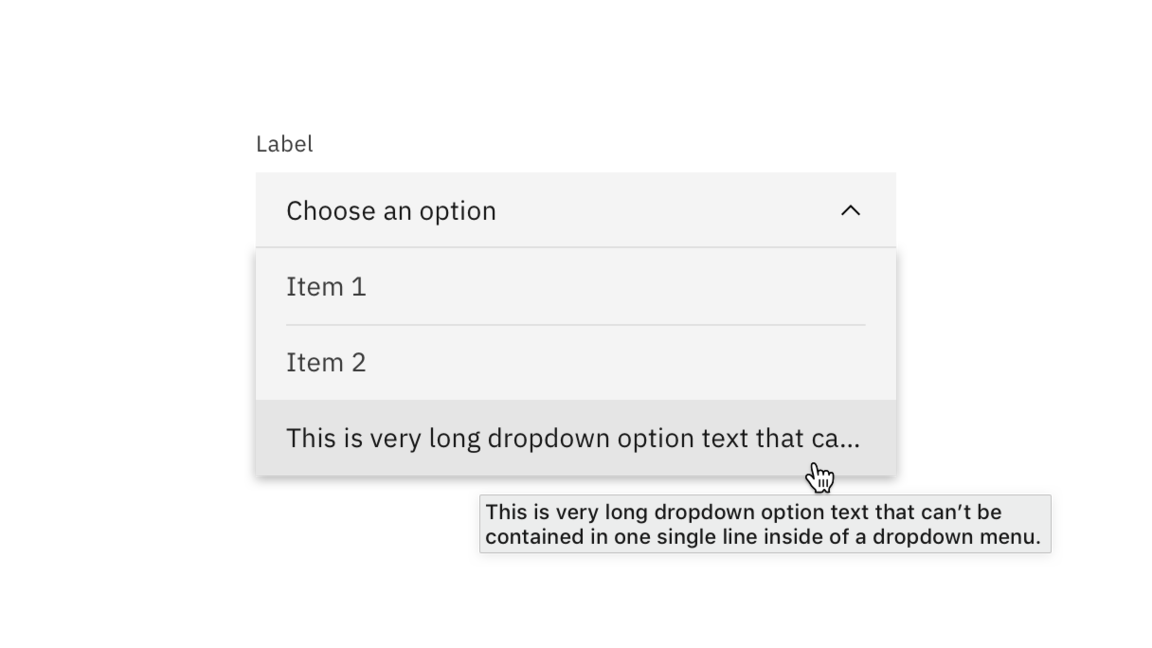 Label
Choose an option
Item 1
Item 2
This is very long dropdown option text that ca...
This is very long dropdown option text that can’t be
contained in one single line inside of a dropdown menu.